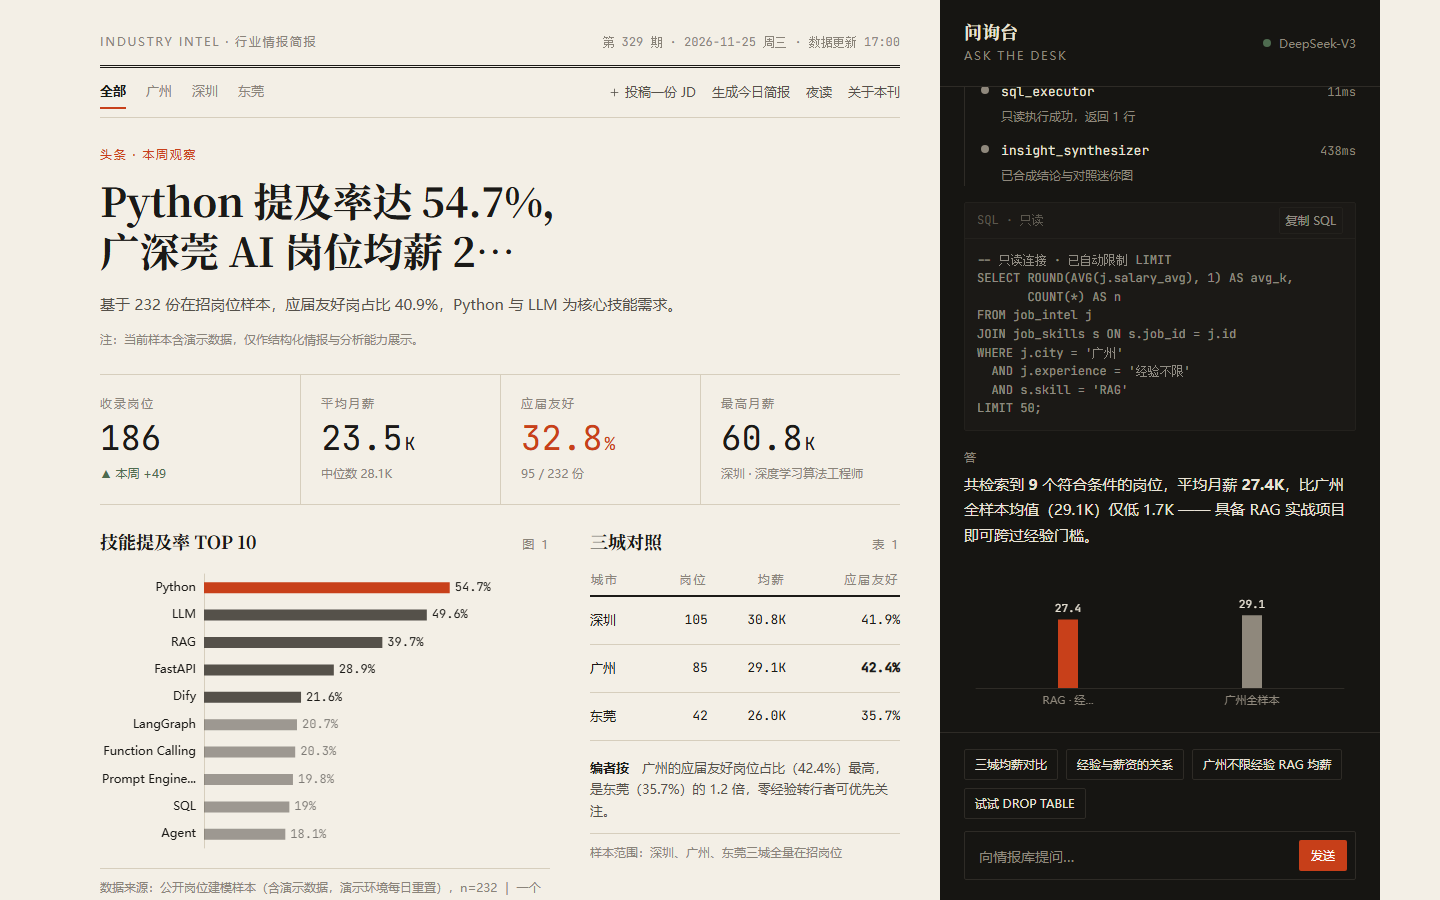 INDUSTRY INTEL · 行业情报简报
第 329 期 · 2026-11-25 周三 · 数据更新 17:00
全部 广州 深圳 东莞
+ 投稿一份 JD 生成今日简报 夜读 关于本刊
头条 · 本周观察
Python 提及率达 54.7%,
广深莞 AI 岗位均薪 2…
基于 232 份在招岗位样本，应届友好岗占比 40.9%，Python 与 LLM 为核心技能需求。
注：当前样本含演示数据，仅作结构化情报与分析能力展示。
收录岗位
186
▲ 本周 +49
平均月薪
23.5K
中位数 28.1K
应届友好
32.8%
95 / 232 份
最高月薪
60.8K
深圳 · 深度学习算法工程师
技能提及率 TOP 10
图 1
Python 54.7%
LLM 49.6%
RAG 39.7%
FastAPI 28.9%
Dify 21.6%
LangGraph 20.7%
Function Calling 20.3%
Prompt Engine... 19.8%
SQL 19%
Agent 18.1%
数据来源：公开岗位建模样本（含演示数据，演示环境每日重置），n=232 | 一个
三城对照
表 1
城市 岗位 均薪 应届友好
深圳 105 30.8K 41.9%
广州 85 29.1K 42.4%
东莞 42 26.0K 35.7%
编者按 广州的应届友好岗位占比（42.4%）最高，
是东莞（35.7%）的 1.2 倍，零经验转行者可优先关
注。
样本范围：深圳、广州、东莞三城全量在招岗位
问询台
ASK THE DESK
DeepSeek-V3
sql_executor 11ms
只读执行成功，返回 1 行
insight_synthesizer 438ms
已合成结论与对照迷你图
SQL · 只读
复制 SQL
-- 只读连接 · 已自动限制 LIMIT
SELECT ROUND(AVG(j.salary_avg), 1) AS avg_k,
COUNT(*) AS n
FROM job_intel j
JOIN job_skills s ON s.job_id = j.id
WHERE j.city = '广州'
AND j.experience = '经验不限'
AND s.skill = 'RAG'
LIMIT 50;
答
共检索到 9 个符合条件的岗位，平均月薪 27.4K，比广州
全样本均值（29.1K）仅低 1.7K —— 具备 RAG 实战项目
即可跨过经验门槛。
27.4
29.1
RAG · 经...
广州全样本
三城均薪对比
经验与薪资的关系
广州不限经验 RAG 均薪
试试 DROP TABLE
向情报库提问...
发送